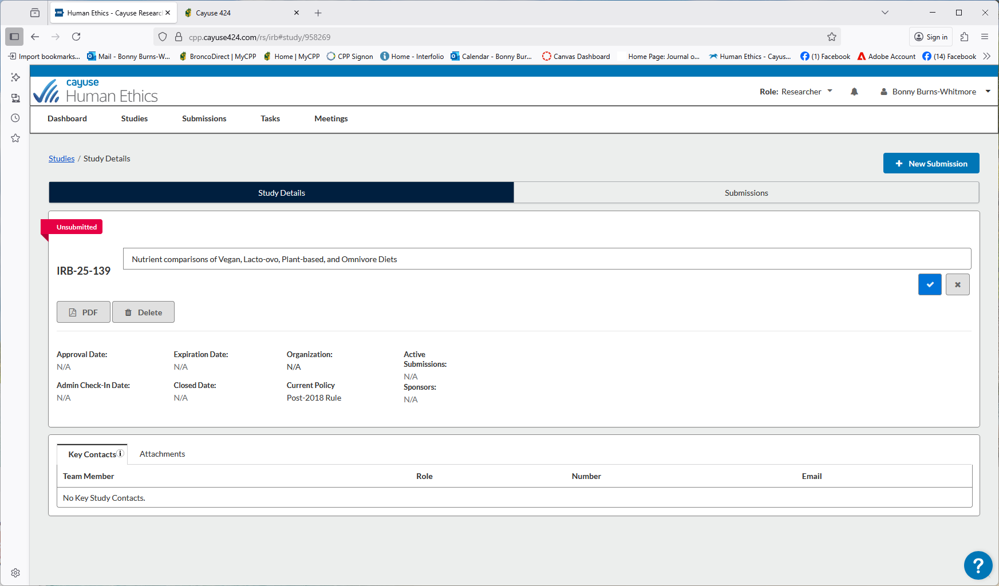 Human Ethics - Cayuse Researc
Cayuse 424
cpp.cayuse424.com/rs/irb#study/958269
Sign in
Import bookmarks...
Mail - Bonny Burns-W...
BroncoDirect | MyCPP
Home | MyCPP
CPP Signon
Home - Interfolio
Calendar - Bonny Bur...
Canvas Dashboard
Home Page: Journal o...
Human Ethics - Cayus...
(1) Facebook
Adobe Account
(14) Facebook
cayuse
Human Ethics
Role: Researcher
Bonny Burns-Whitmore
Dashboard
Studies
Submissions
Tasks
Meetings
Studies / Study Details
New Submission
Study Details
Submissions
Unsubmitted
IRB-25-139
Nutrient comparisons of Vegan, Lacto-ovo, Plant-based, and Omnivore Diets
PDF
Delete
Approval Date:
N/A
Expiration Date:
N/A
Organization:
N/A
Active
Submissions:
N/A
Admin Check-In Date:
N/A
Closed Date:
N/A
Current Policy
Post-2018 Rule
Sponsors:
N/A
Key Contacts
Attachments
Team Member
Role
Number
Email
No Key Study Contacts.
?